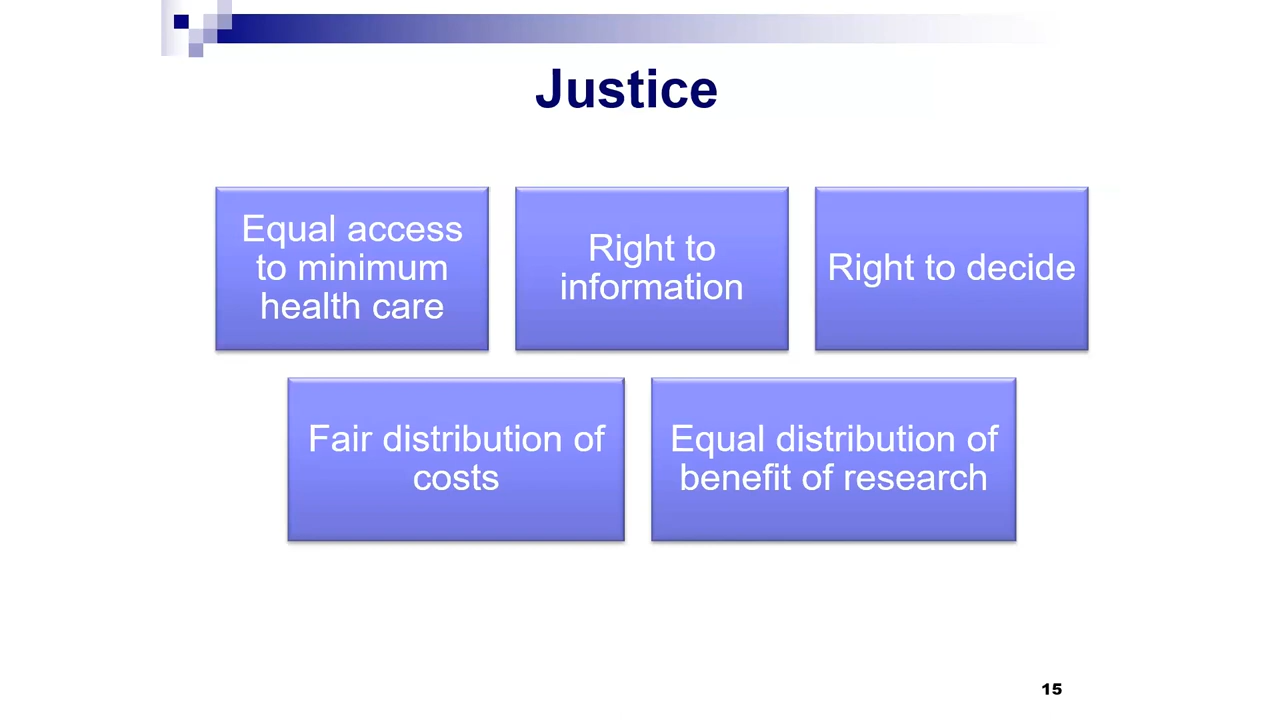 Justice
Equal access
to minimum
health care
Right to
information
Right to decide
Fair distribution of
costs
Equal distribution of
benefit of research
15